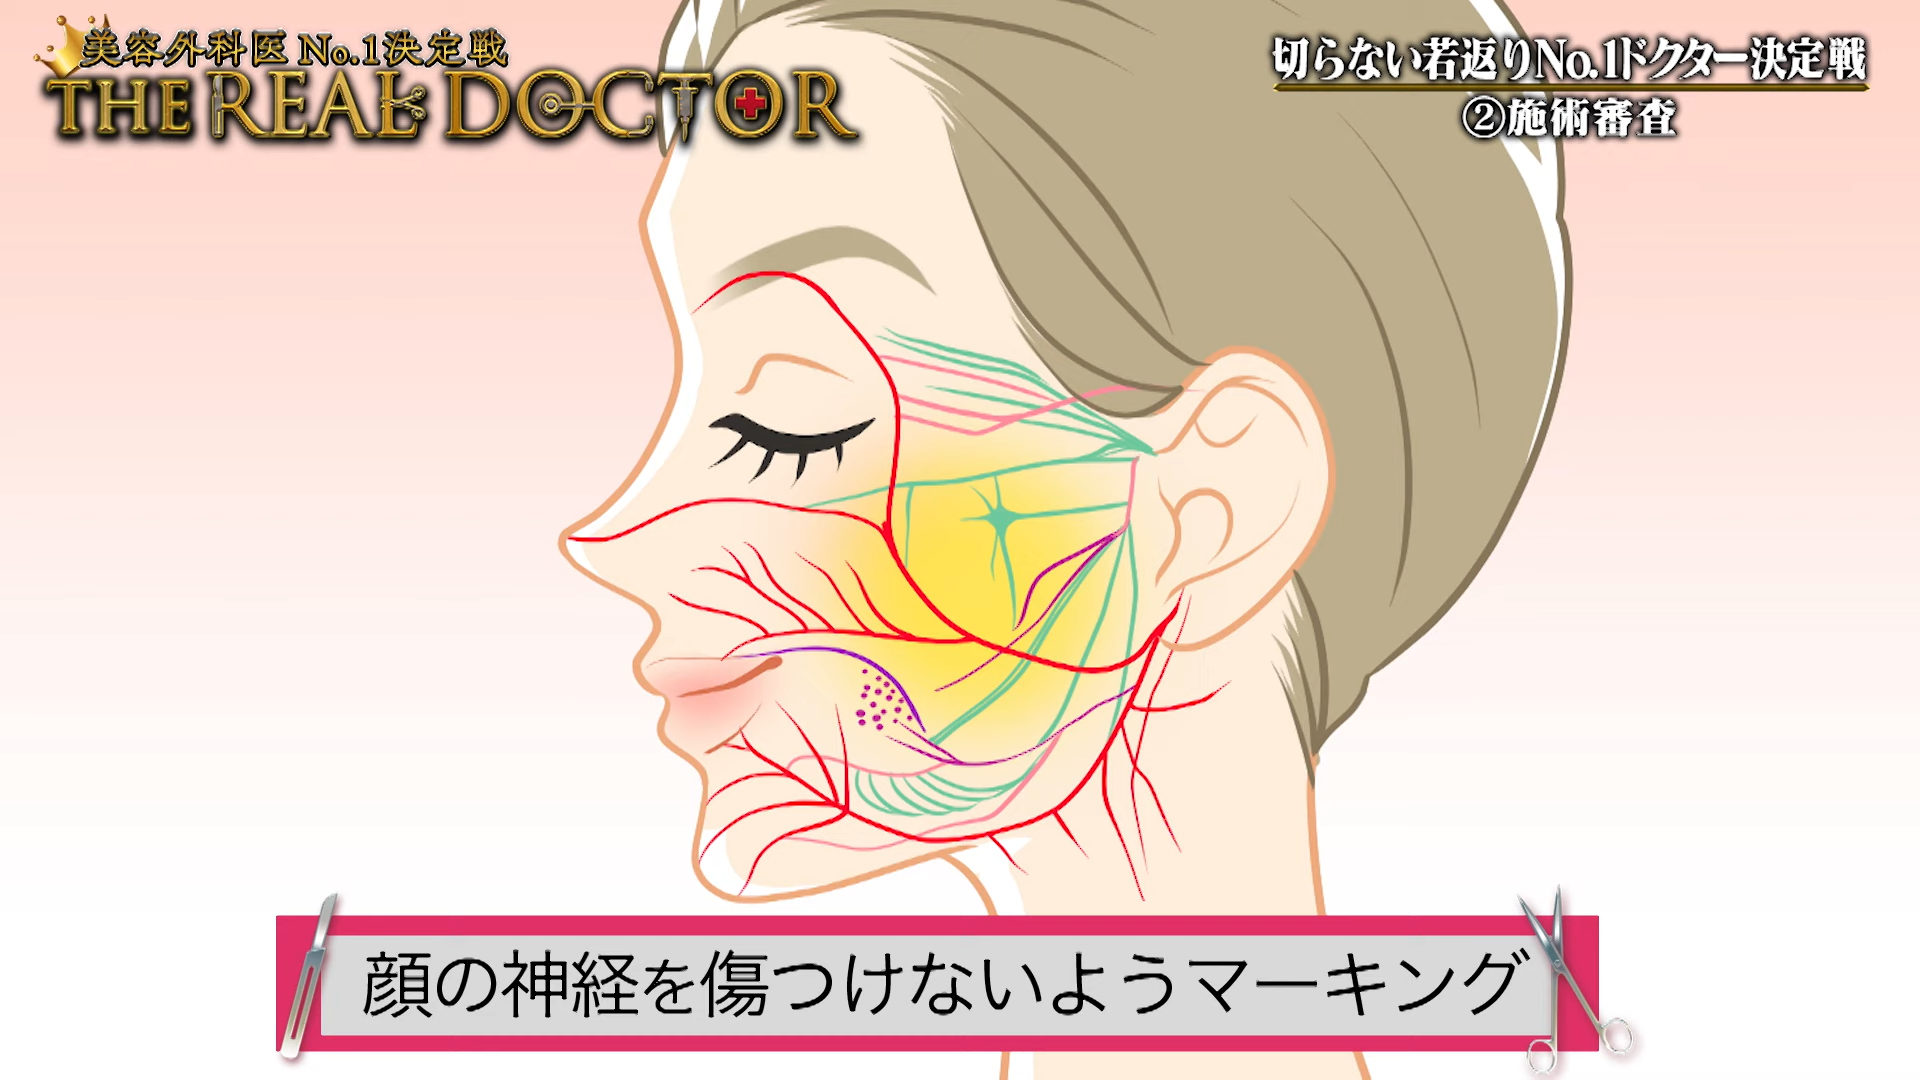 美容外科医No.1決定戦
THE REAL DOCTOR
切らない若返りNo.1ドクター決定戦
②施術審査
顔の神経を傷つけないようマーキング